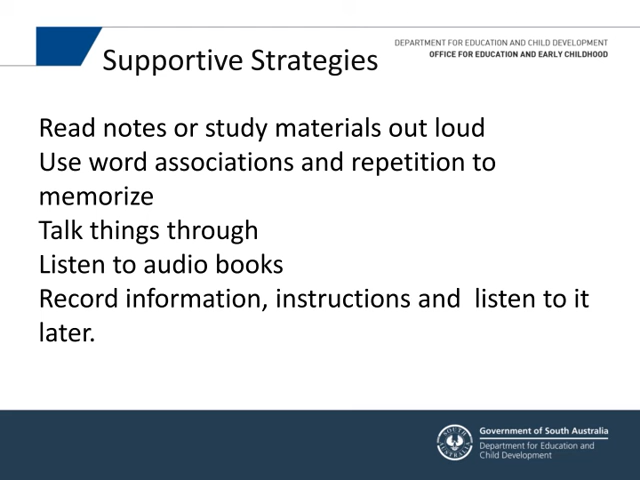 DEPARTMENT FOR EDUCATION AND CHILD DEVELOPMENT
OFFICE FOR EDUCATION AND EARLY CHILDHOOD
Supportive Strategies
Read notes or study materials out loud
Use word associations and repetition to
memorize
Talk things through
Listen to audio books
Record information, instructions and  listen to it
later.
SOUTH AUSTRALIA
Government of South Australia
Department for Education and
Child Development